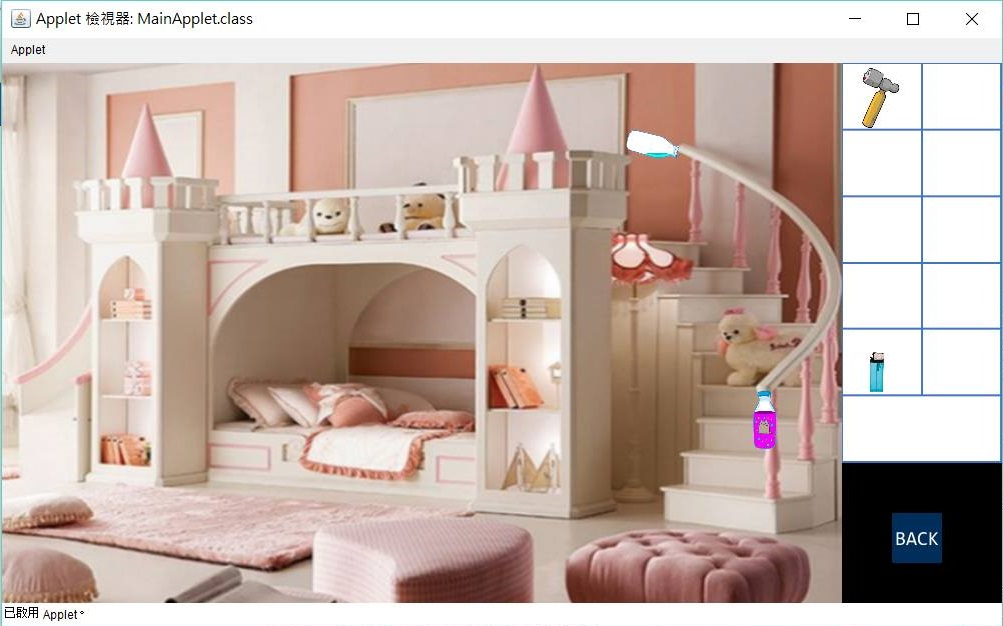 Applet 檢視器: MainApplet.class
Applet
BACK
已啟用 Applet。